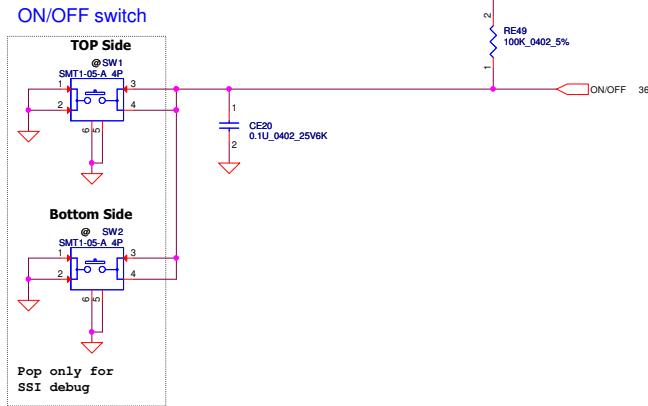 ON/OFF switch
TOP Side
@ SW1
SMT1-05-A_4P
1
2
3
4
6
5
1
2
CE20
0.1U_0402_25V6K
2
1
RE49
100K_0402_5%
ON/OFF 36
Bottom Side
@ SW2
SMT1-05-A_4P
1
2
3
4
6
5
Pop only for
SSI debug